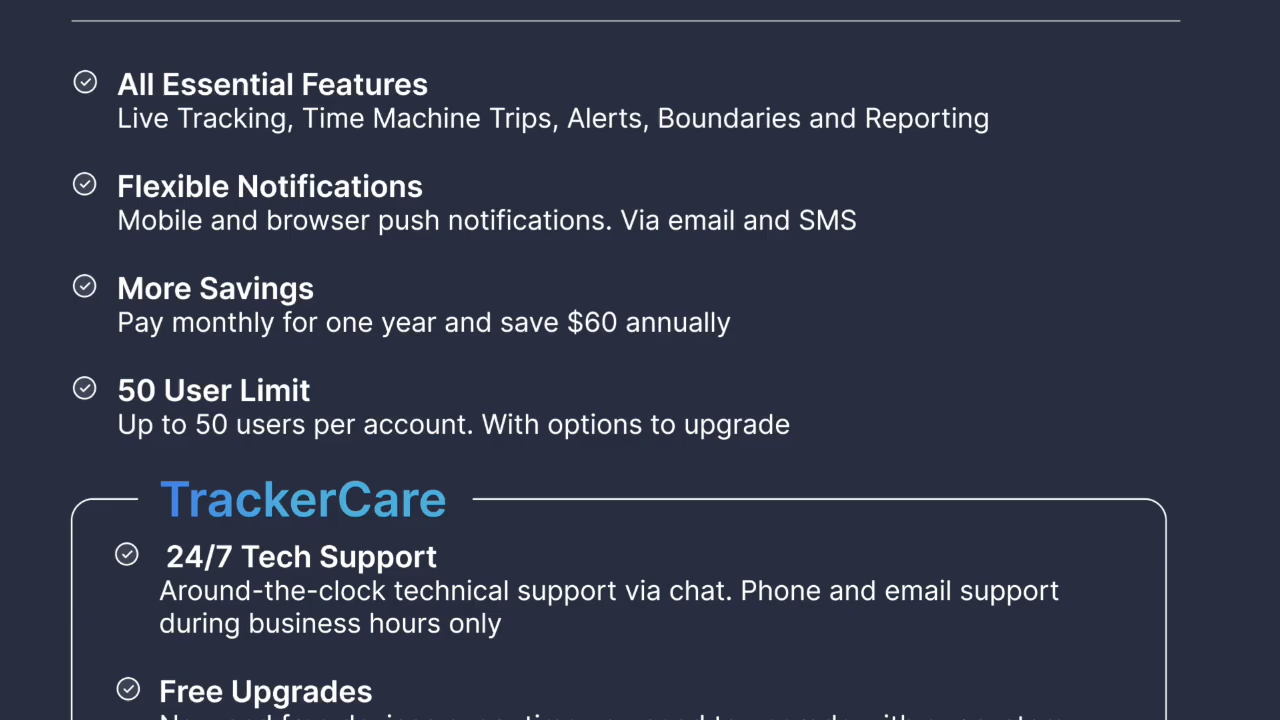 All Essential Features
Live Tracking, Time Machine Trips, Alerts, Boundaries and Reporting
Flexible Notifications
Mobile and browser push notifications. Via email and SMS
More Savings
Pay monthly for one year and save $60 annually
50 User Limit
Up to 50 users per account. With options to upgrade
TrackerCare
24/7 Tech Support
Around-the-clock technical support via chat. Phone and email support
during business hours only
Free Upgrades